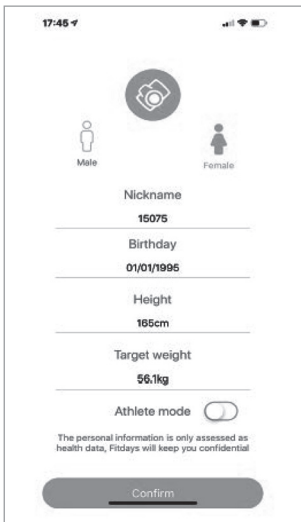 17:45
Male
Female
Nickname
15075
Birthday
01/01/1995
Height
165cm
Target weight
56.1kg
Athlete mode
The personal information is only assessed as
health data, Fitdays will keep you confidential
Confirm